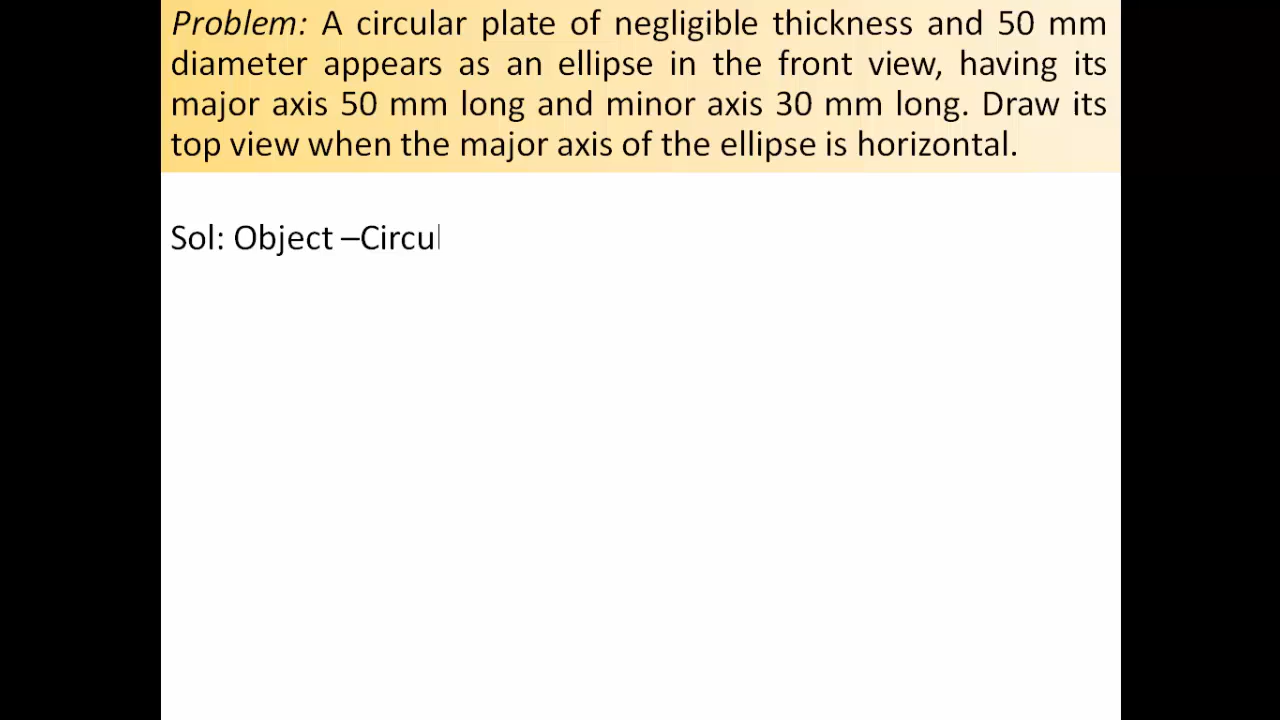 Problem: A circular plate of negligible thickness and 50 mm
diameter appears as an ellipse in the front view, having its
major axis 50 mm long and minor axis 30 mm long. Draw its
top view when the major axis of the ellipse is horizontal.
Sol: Object –Circul